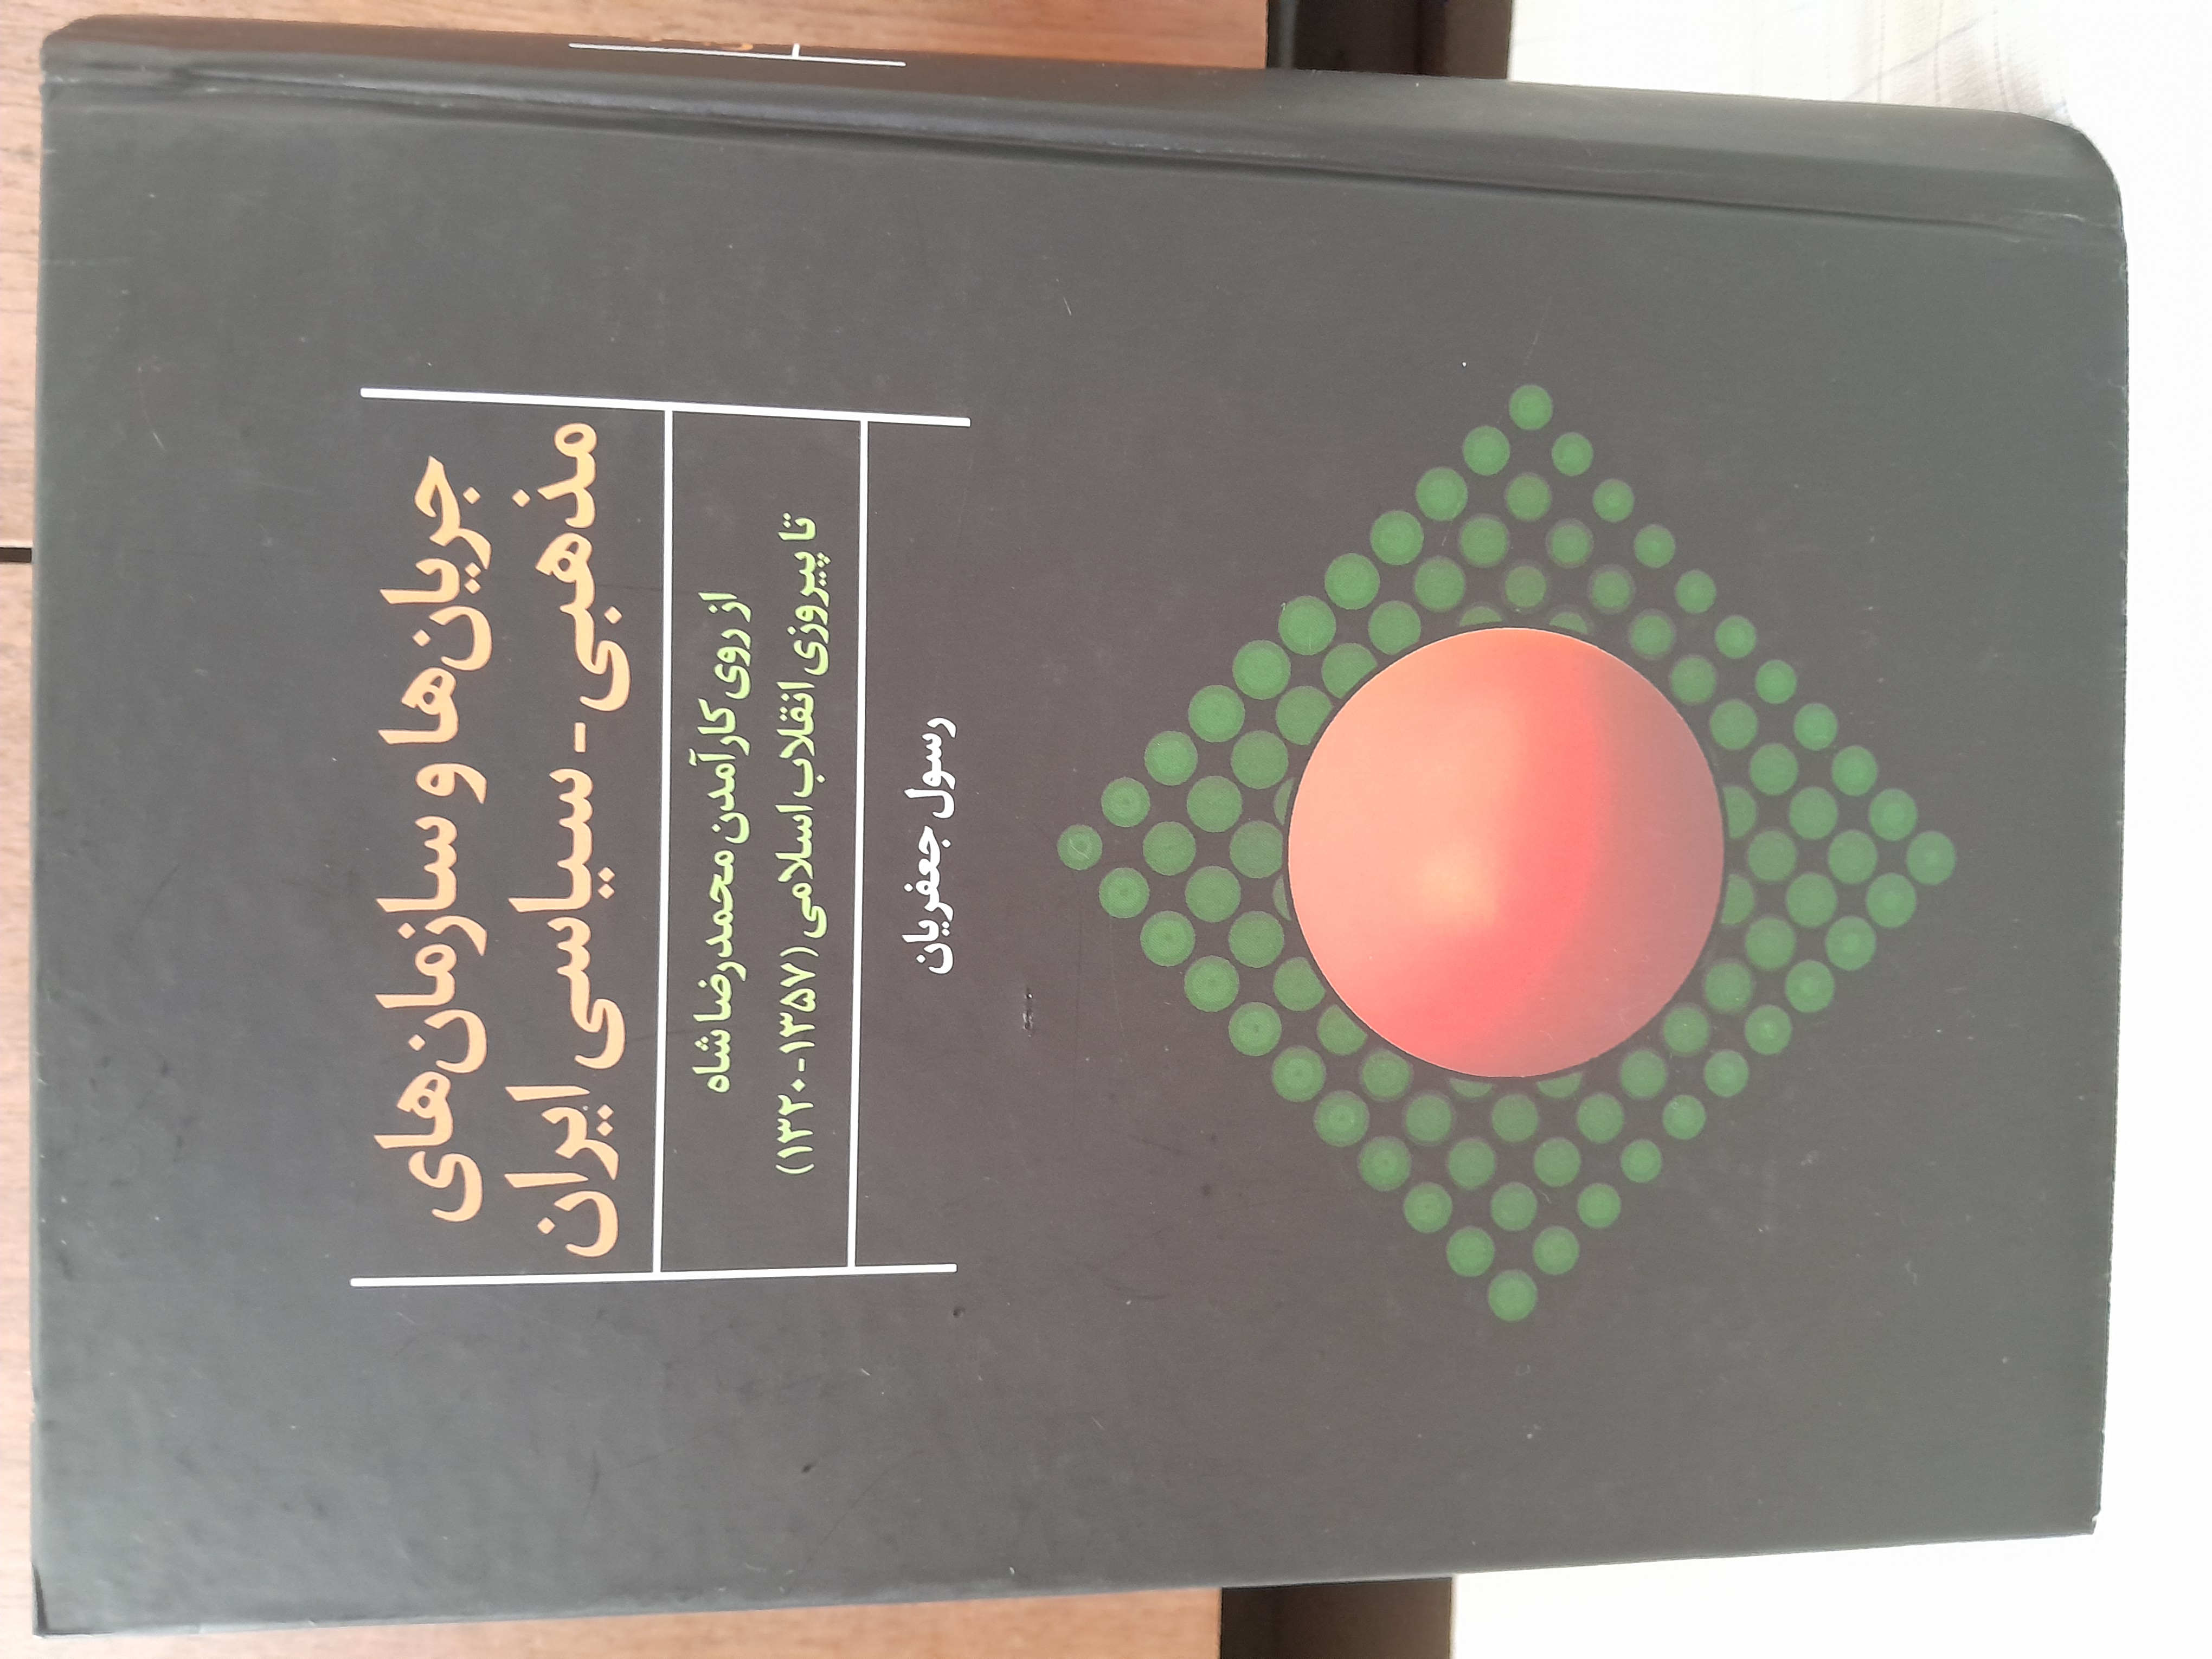 جریان‌ها و سازمان‌های
مذهبی - سیاسی ایران
از روی کار آمدن محمدرضا شاه
تا پیروزی انقلاب اسلامی (۱۳۵۷-۱۳۲۰)
رسول جعفریان